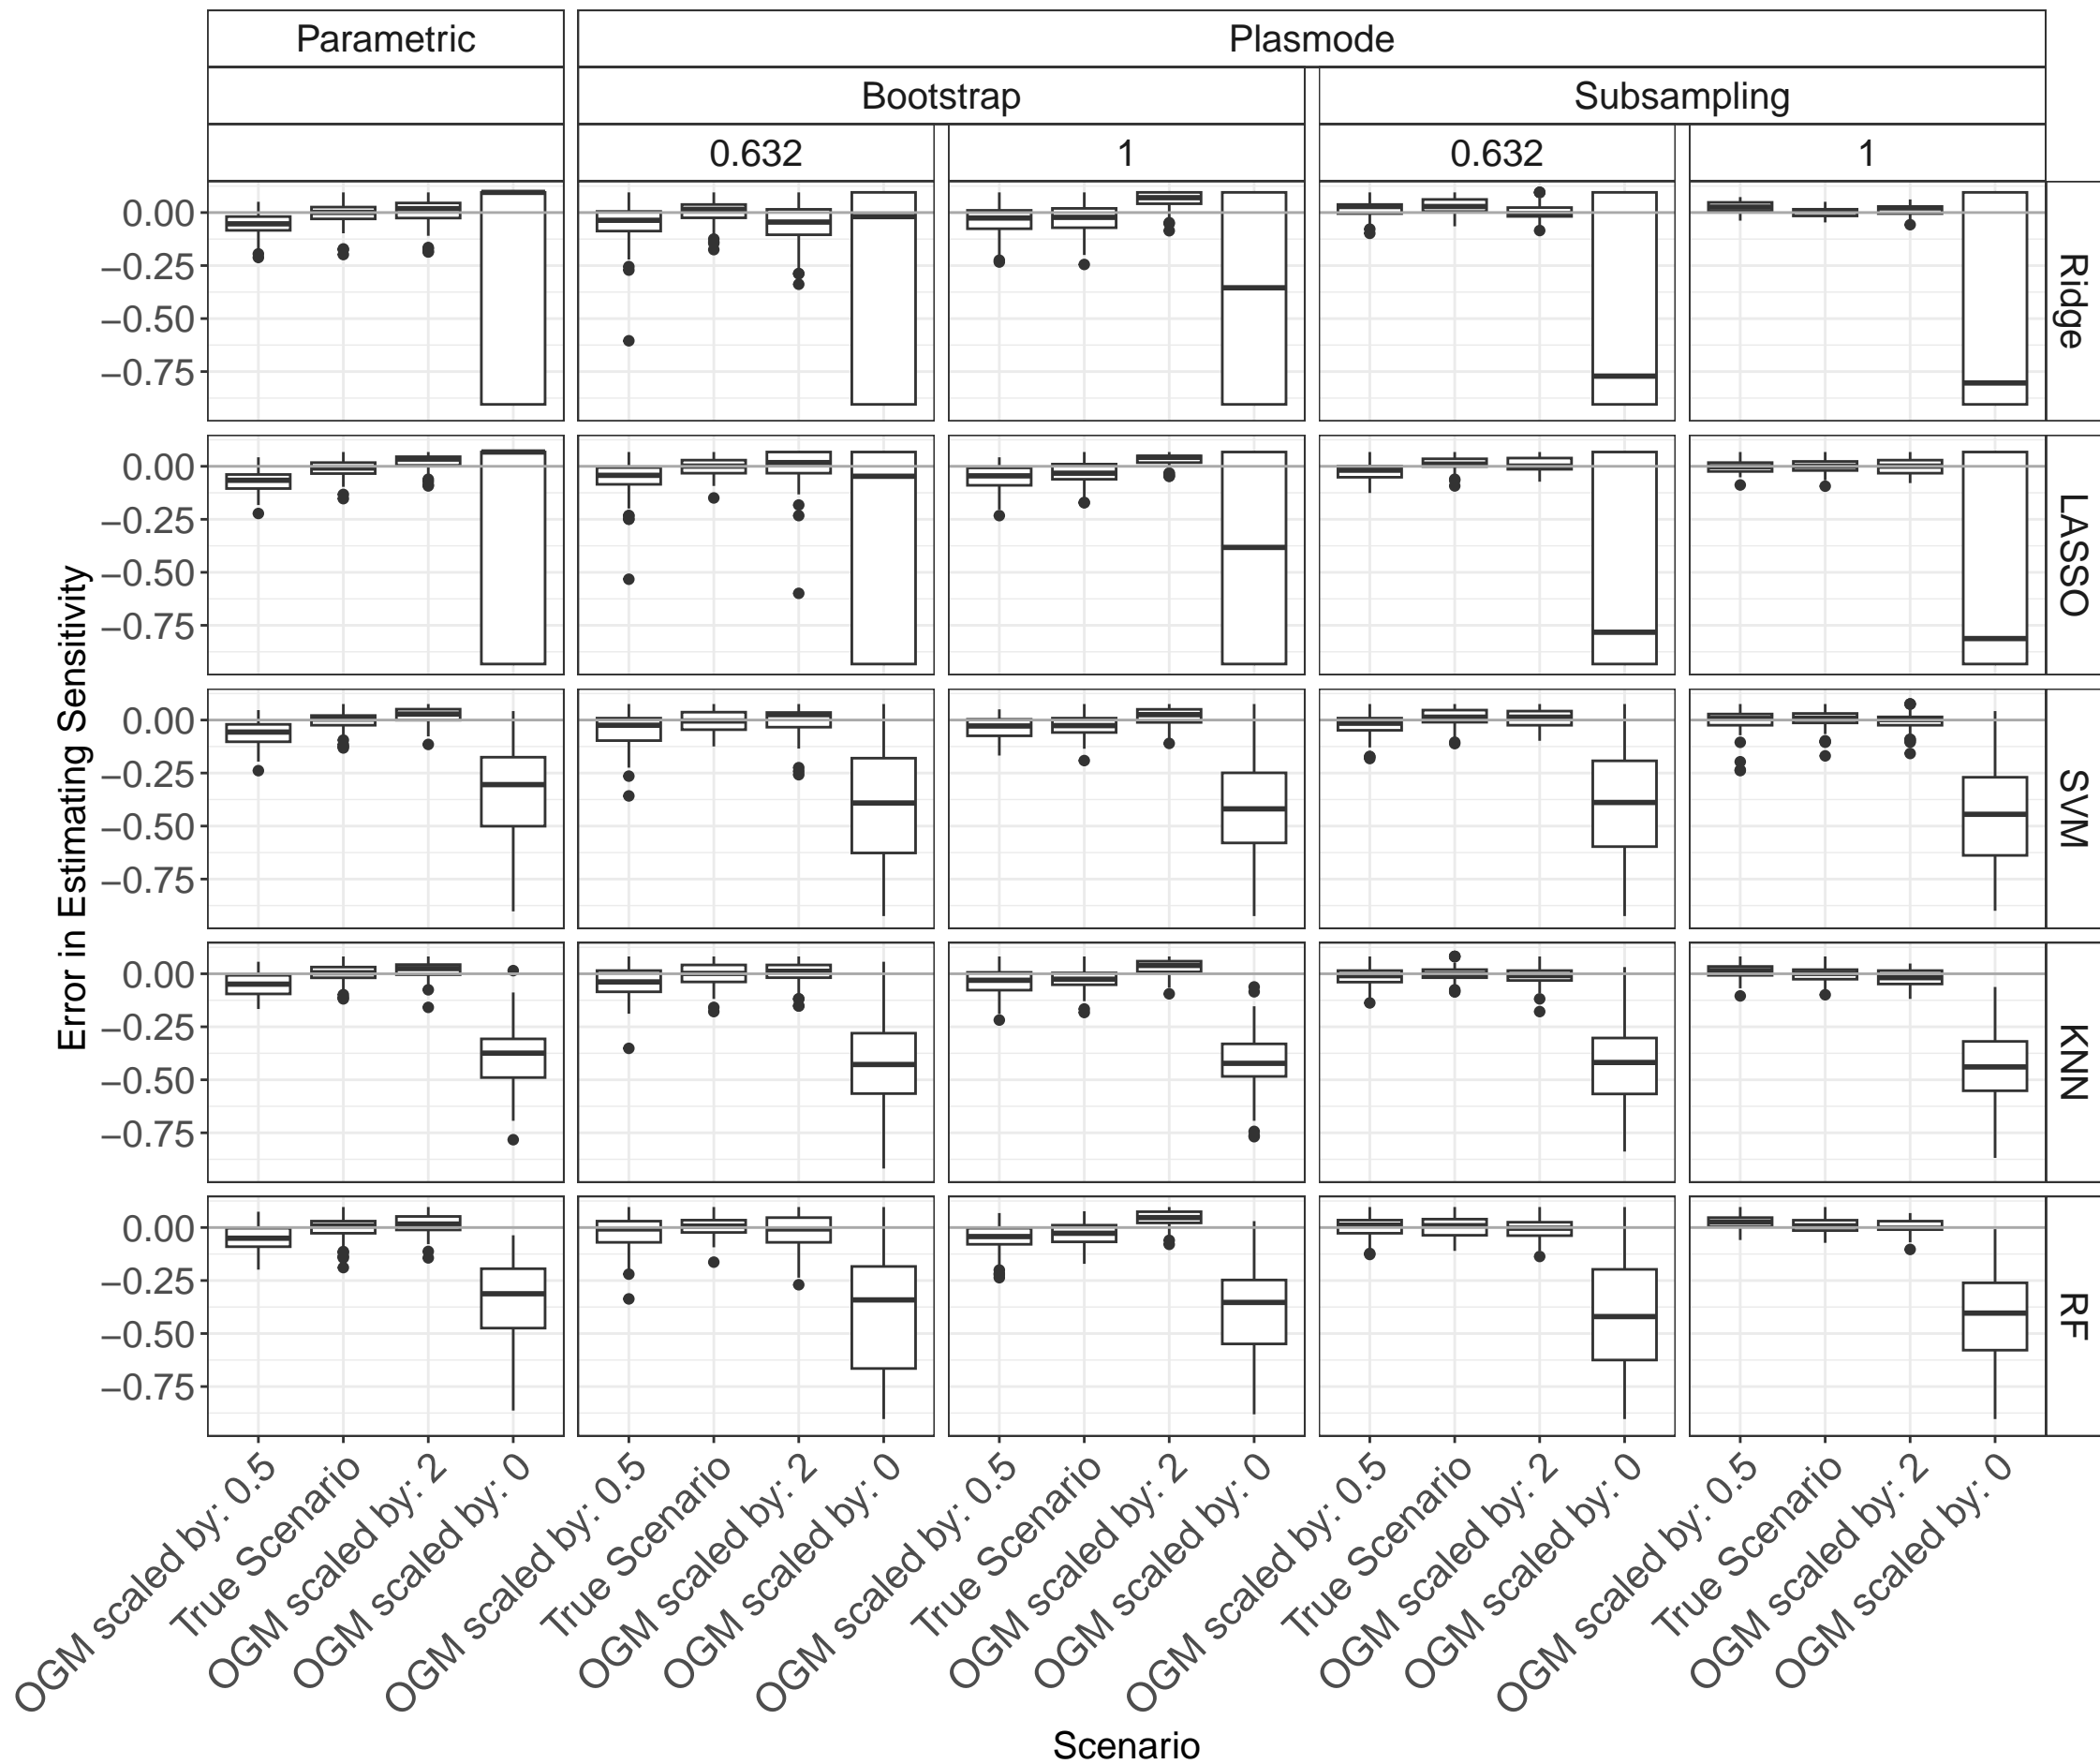 Parametric
Plasmode
Bootstrap
Subsampling
0.632
1
0.632
1
Error in Estimating Sensitivity
0.00
−0.25
−0.50
−0.75
Ridge
0.00
−0.25
−0.50
−0.75
LASSO
0.00
−0.25
−0.50
−0.75
SVM
0.00
−0.25
−0.50
−0.75
KNN
0.00
−0.25
−0.50
−0.75
RF
OGM scaled by: 0.5
True Scenario
OGM scaled by: 2
OGM scaled by: 0
OGM scaled by: 0.5
True Scenario
OGM scaled by: 2
OGM scaled by: 0
OGM scaled by: 0.5
True Scenario
OGM scaled by: 2
OGM scaled by: 0
OGM scaled by: 0.5
True Scenario
OGM scaled by: 2
OGM scaled by: 0
OGM scaled by: 0.5
True Scenario
OGM scaled by: 2
OGM scaled by: 0
Scenario